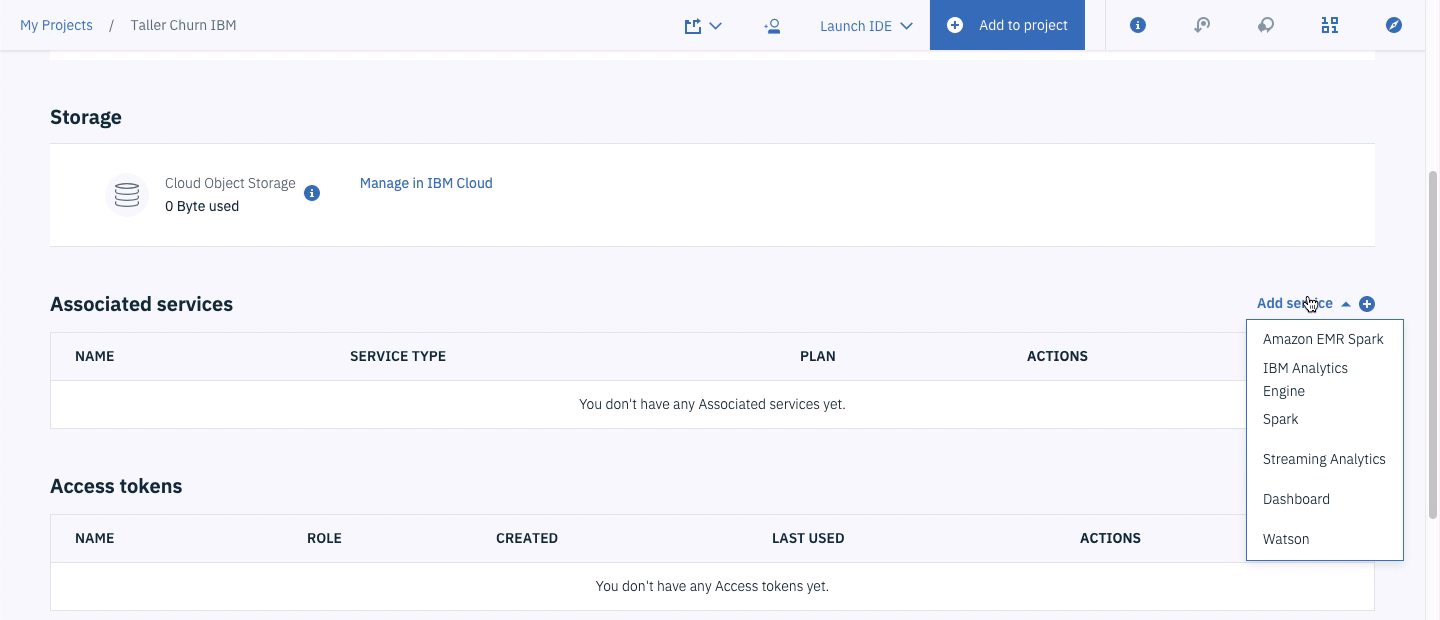 My Projects / Taller Churn IBM
Launch IDE
Add to project
Storage
Cloud Object Storage
Manage in IBM Cloud
0 Byte used
Associated services
Add service
NAME SERVICE TYPE PLAN ACTIONS
You don't have any Associated services yet.
Amazon EMR Spark
IBM Analytics
Engine
Spark
Streaming Analytics
Dashboard
Watson
Access tokens
NAME ROLE CREATED LAST USED ACTIONS
You don't have any Access tokens yet.